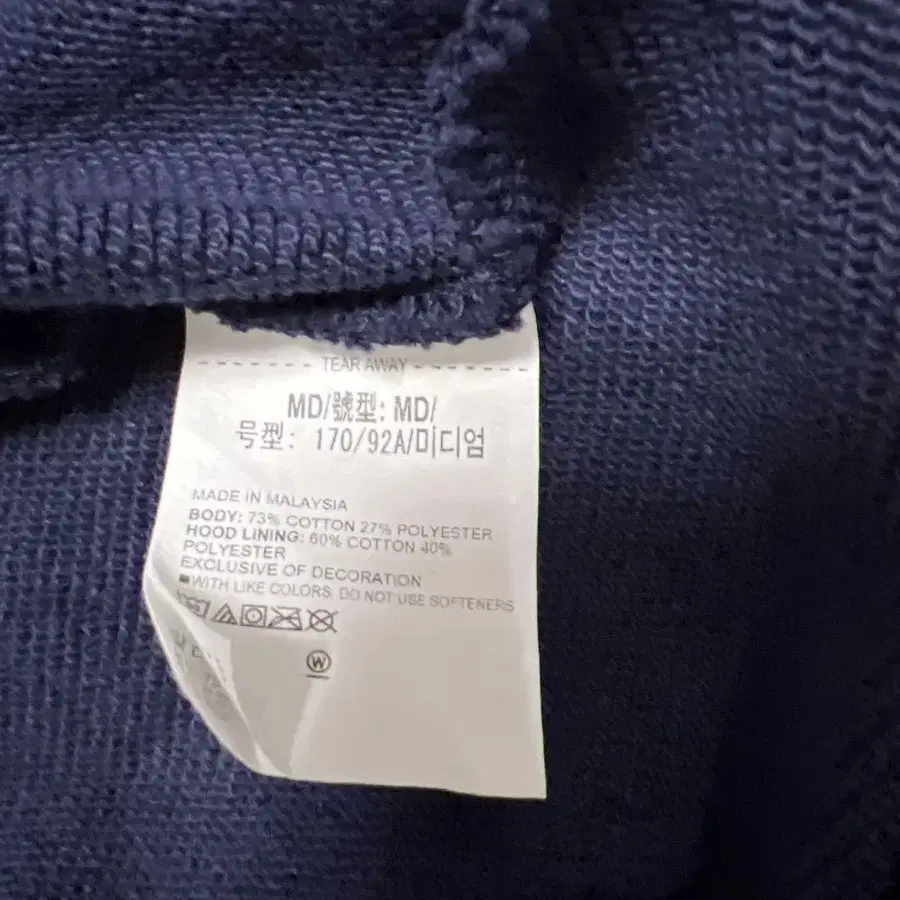 TEAR AWAY
MD/號型: MD/
号型: 170/92A/미디엄
MADE IN MALAYSIA
BODY: 73% COTTON 27% POLYESTER
HOOD LINING: 60% COTTON 40%
POLYESTER
EXCLUSIVE OF DECORATION
WITH LIKE COLORS. DO NOT USE SOFTENERS
W